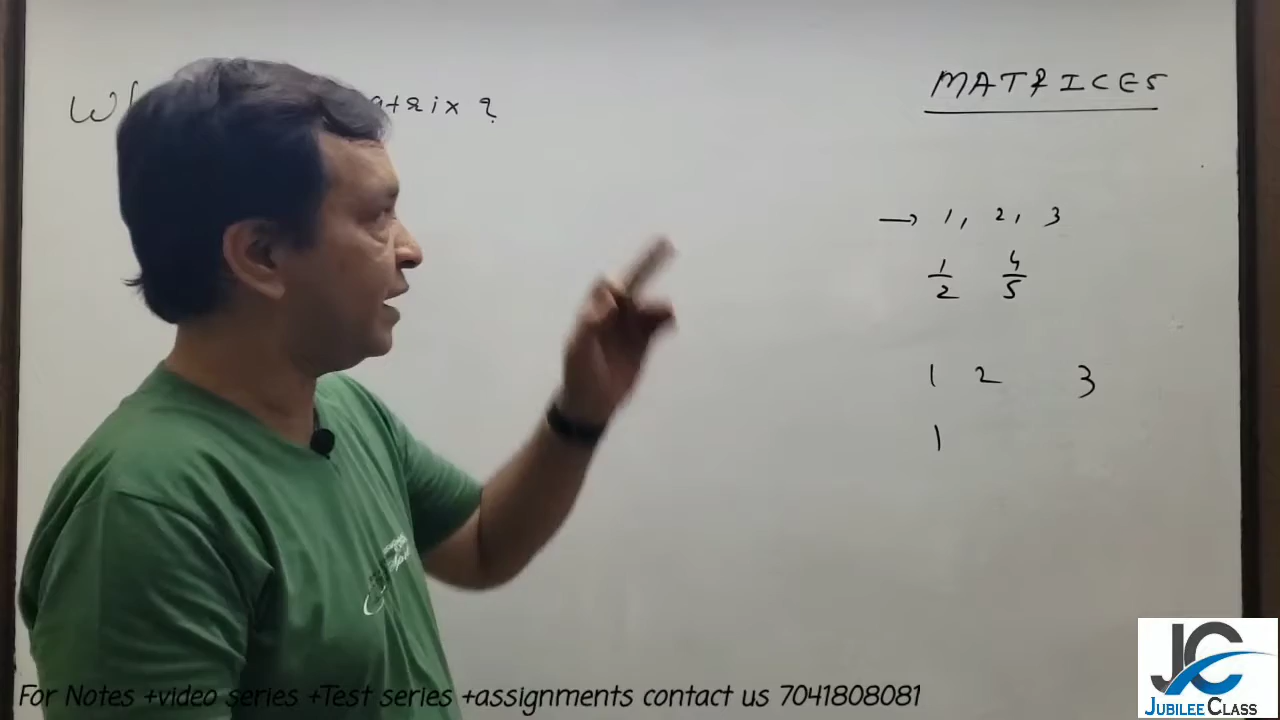 MATRICES
matrix ?
→ 1, 2, 3
1/2 4/5
1 2 3
1
For Notes +video series +Test series +assignments contact us 7041808081
JC
JUBILEE CLASS